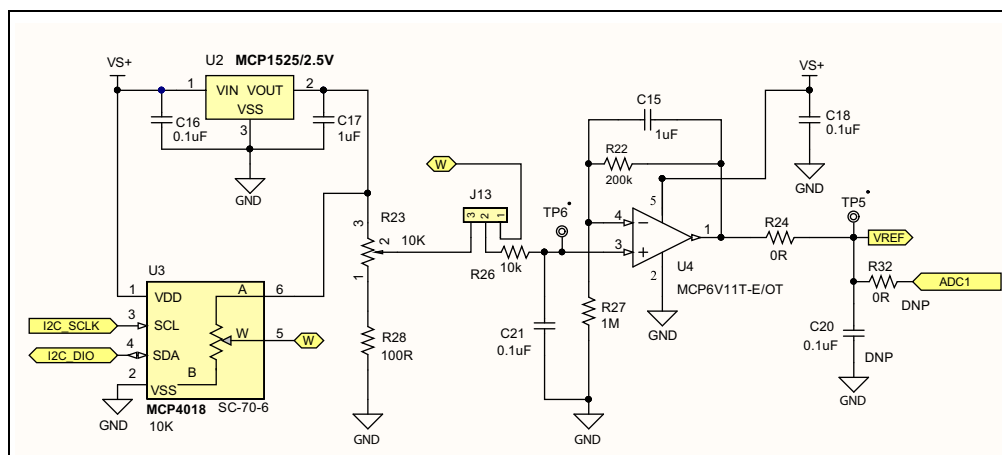 U2 MCP1525/2.5V
VS+
1
VIN VOUT
VSS
2
3
C16
0.1uF
C17
1uF
GND
W
J13
3 2 1
R23
3
2
1
10K
R26
10k
TP6
C21
0.1uF
R28
100R
GND
U3
1
VDD
A
6
I2C_SCLK
3
SCL
W
5
W
I2C_DIO
4
SDA
2
B
VSS
GND
MCP4018
SC-70-6
10K
C15
1uF
R22
200k
4
3
5
1
2
U4
MCP6V11T-E/OT
GND
R27
1M
GND
VS+
C18
0.1uF
GND
R24
0R
TP5
VREF
R32
0R
DNP
ADC1
C20
0.1uF
DNP
GND